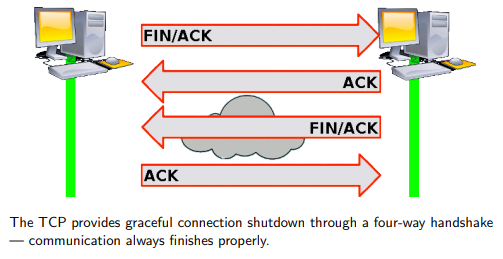 FIN/ACK
ACK
FIN/ACK
ACK
The TCP provides graceful connection shutdown through a four-way handshake
— communication always finishes properly.